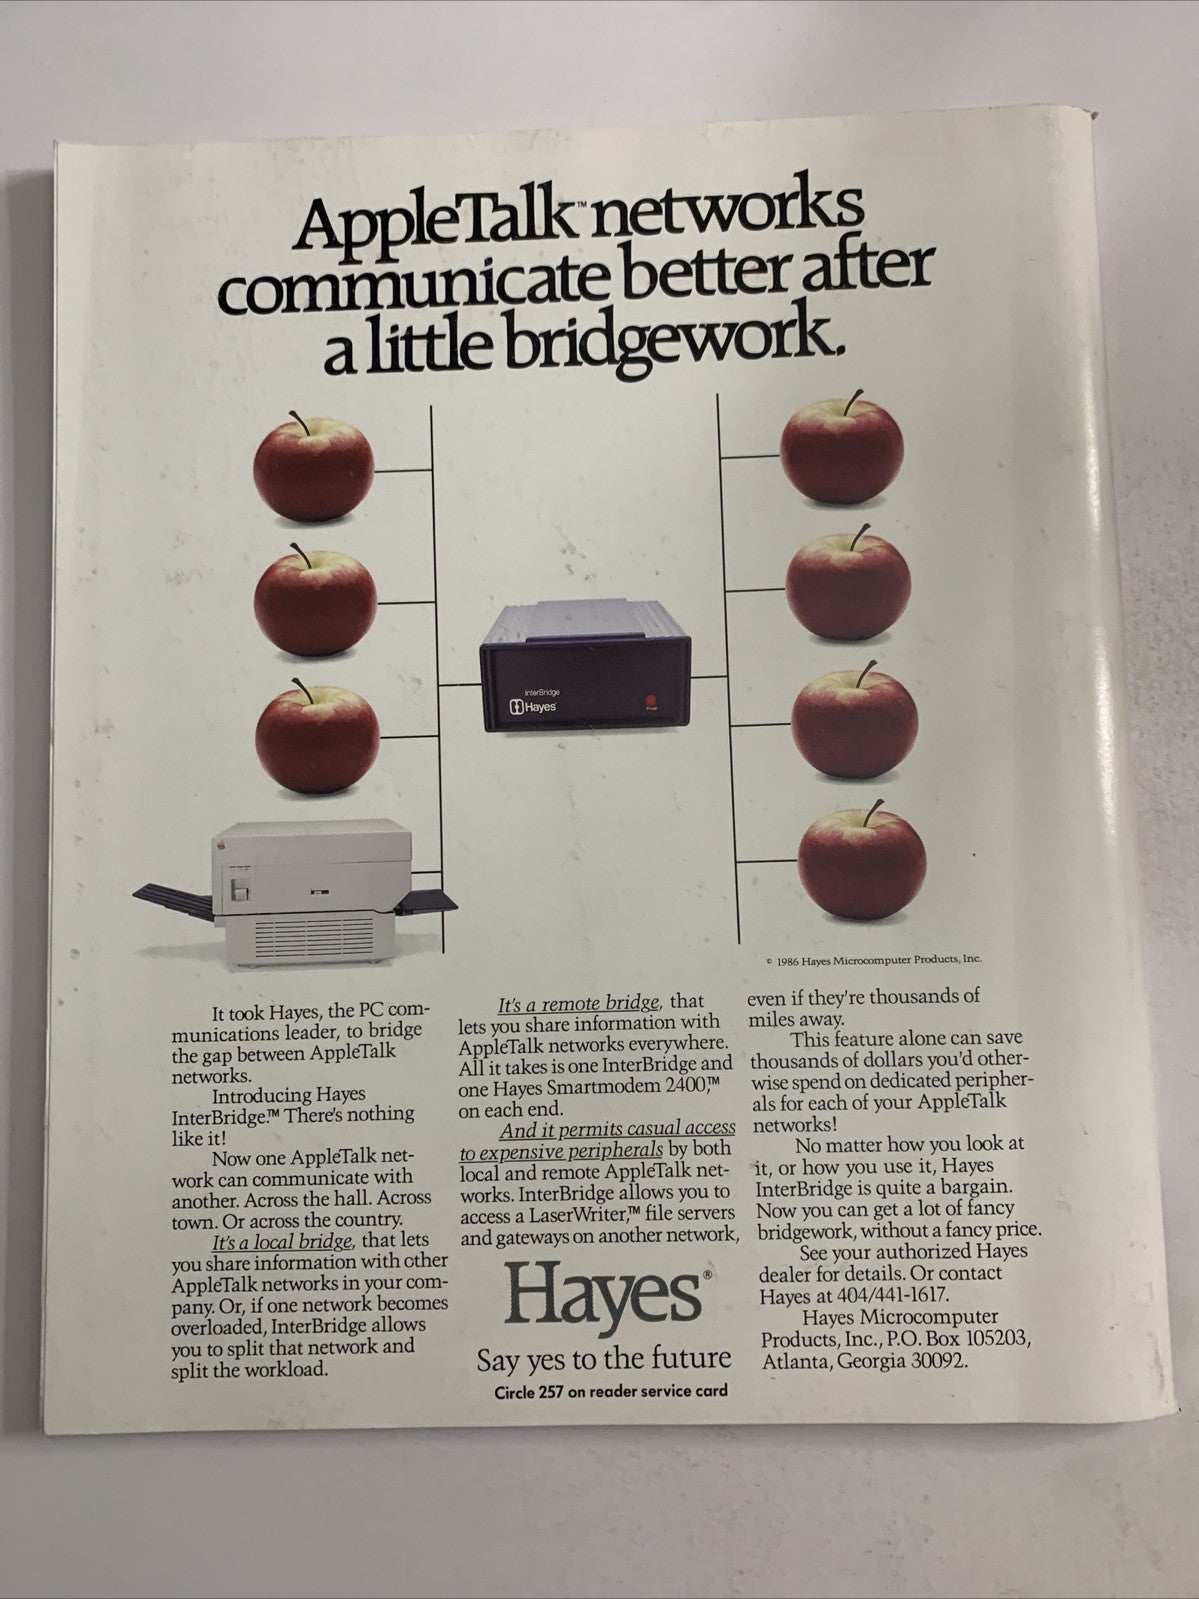 AppleTalk™ networks
communicate better after
a little bridgework.
InterBridge
Hayes
Power
© 1986 Hayes Microcomputer Products, Inc.
It took Hayes, the PC com-
munications leader, to bridge
the gap between AppleTalk
networks.
Introducing Hayes
InterBridge.™ There's nothing
like it!
Now one AppleTalk net-
work can communicate with
another. Across the hall. Across
town. Or across the country.
It's a local bridge, that lets
you share information with other
AppleTalk networks in your com-
pany. Or, if one network becomes
overloaded, InterBridge allows
you to split that network and
split the workload.
It's a remote bridge, that
lets you share information with
AppleTalk networks everywhere.
All it takes is one InterBridge and
one Hayes Smartmodem 2400,™
on each end.
And it permits casual access
to expensive peripherals by both
local and remote AppleTalk net-
works. InterBridge allows you to
access a LaserWriter,™ file servers
and gateways on another network,
even if they're thousands of
miles away.
This feature alone can save
thousands of dollars you'd other-
wise spend on dedicated peripher-
als for each of your AppleTalk
networks!
No matter how you look at
it, or how you use it, Hayes
InterBridge is quite a bargain.
Now you can get a lot of fancy
bridgework, without a fancy price.
See your authorized Hayes
dealer for details. Or contact
Hayes at 404/441-1617.
Hayes Microcomputer
Products, Inc., P.O. Box 105203,
Atlanta, Georgia 30092.
Hayes®
Say yes to the future
Circle 257 on reader service card